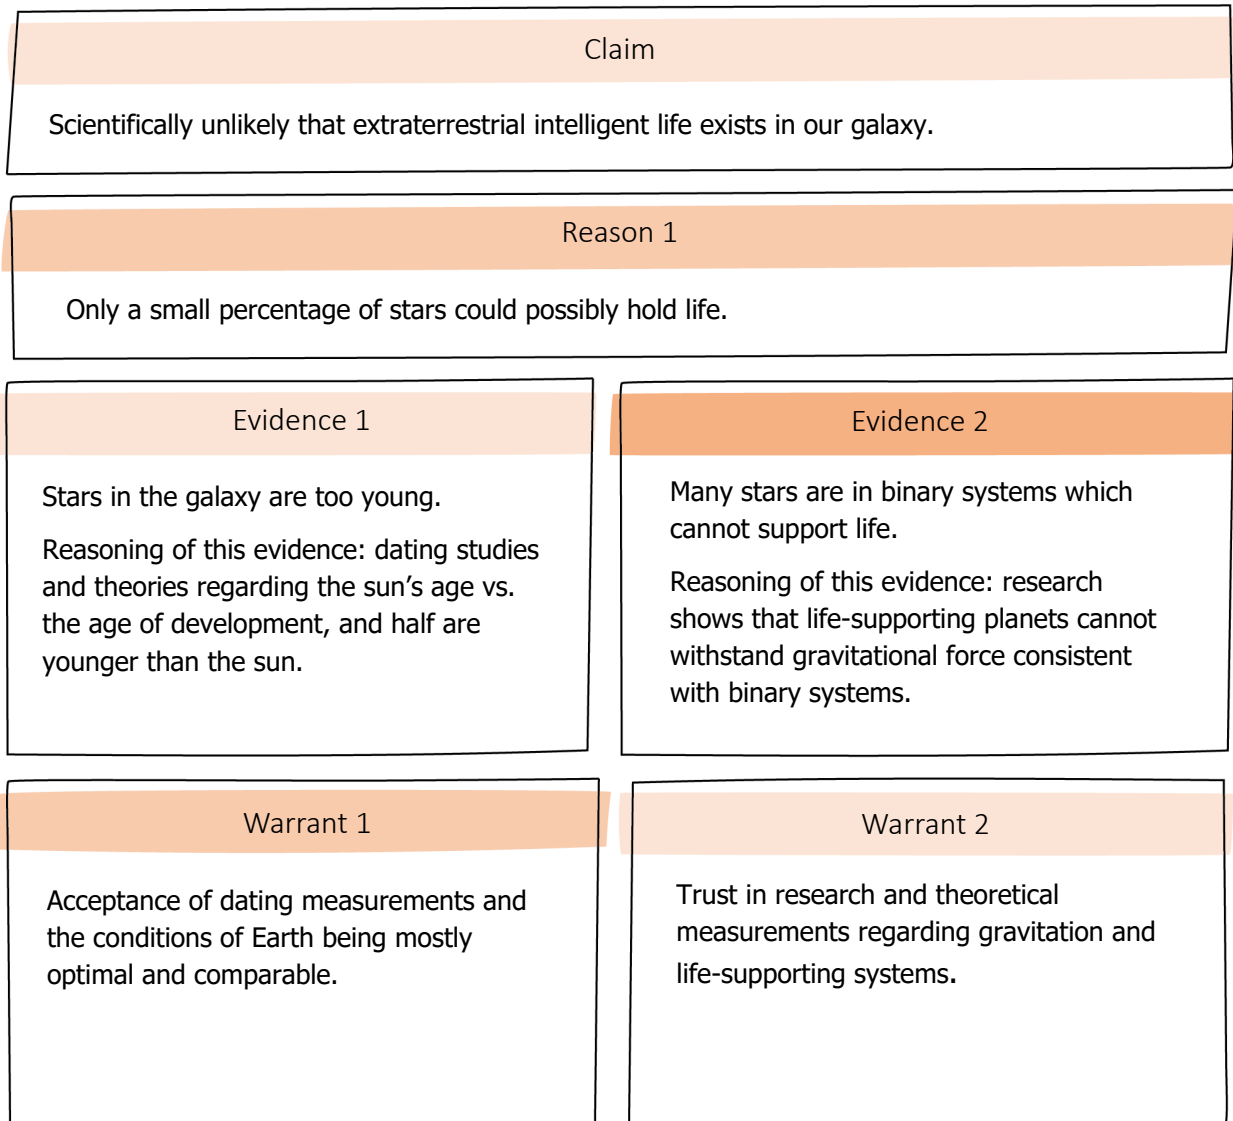 Claim
Scientifically unlikely that extraterrestrial intelligent life exists in our galaxy.
Reason 1
Only a small percentage of stars could possibly hold life.
Evidence 1
Stars in the galaxy are too young.
Reasoning of this evidence: dating studies
and theories regarding the sun’s age vs.
the age of development, and half are
younger than the sun.
Evidence 2
Many stars are in binary systems which
cannot support life.
Reasoning of this evidence: research
shows that life-supporting planets cannot
withstand gravitational force consistent
with binary systems.
Warrant 1
Acceptance of dating measurements and
the conditions of Earth being mostly
optimal and comparable.
Warrant 2
Trust in research and theoretical
measurements regarding gravitation and
life-supporting systems.